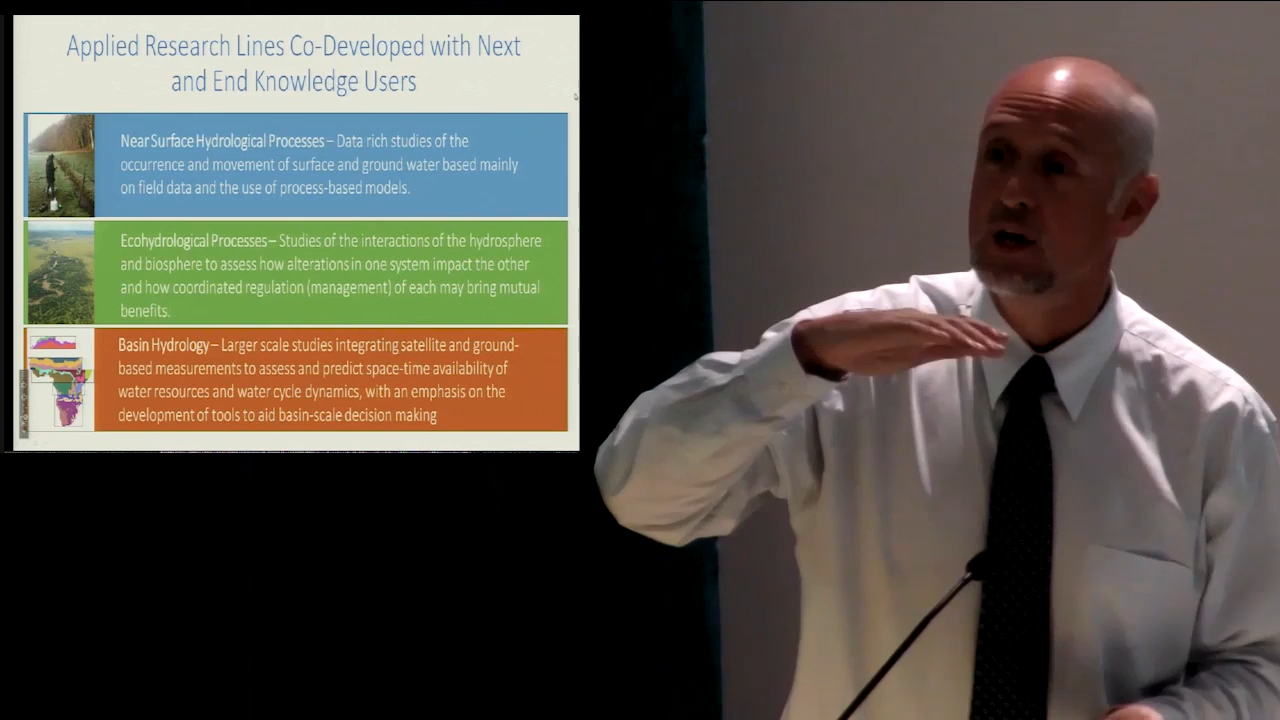 Applied Research Lines Co-Developed with Next
and End Knowledge Users
Near Surface Hydrological Processes – Data rich studies of the
occurrence and movement of surface and ground water based mainly
on field data and the use of process-based models.
Ecohydrological Processes – Studies of the interactions of the hydrosphere
and biosphere to assess how alterations in one system impact the other
and how coordinated regulation (management) of each may bring mutual
benefits.
Basin Hydrology – Larger scale studies integrating satellite and ground-
based measurements to assess and predict space-time availability of
water resources and water cycle dynamics, with an emphasis on the
development of tools to aid basin-scale decision making